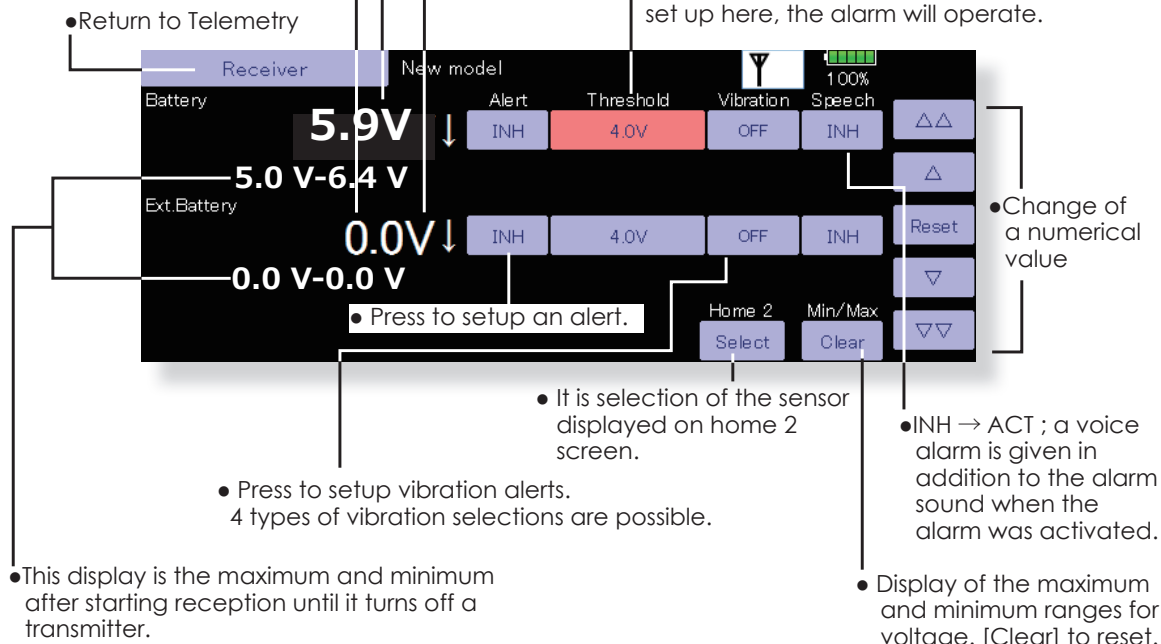 set up here, the alarm will operate.
●Return to Telemetry
Receiver New model 100%
Battery Alert Threshold Vibration Speech
5.9V ↓ INH 4.0V OFF INH △△
5.0 V-6.4 V △
Ext.Battery
0.0V ↓ INH 4.0V OFF INH Reset
0.0 V-0.0 V ▽
●Change of
a numerical
value
● Press to setup an alert.
Home 2 Min/Max
Select Clear ▽▽
● It is selection of the sensor
displayed on home 2
screen.
●INH → ACT ; a voice
alarm is given in
addition to the alarm
sound when the
alarm was activated.
● Press to setup vibration alerts.
4 types of vibration selections are possible.
●This display is the maximum and minimum
after starting reception until it turns off a
transmitter.
● Display of the maximum
and minimum ranges for
voltage. [Clear] to reset.